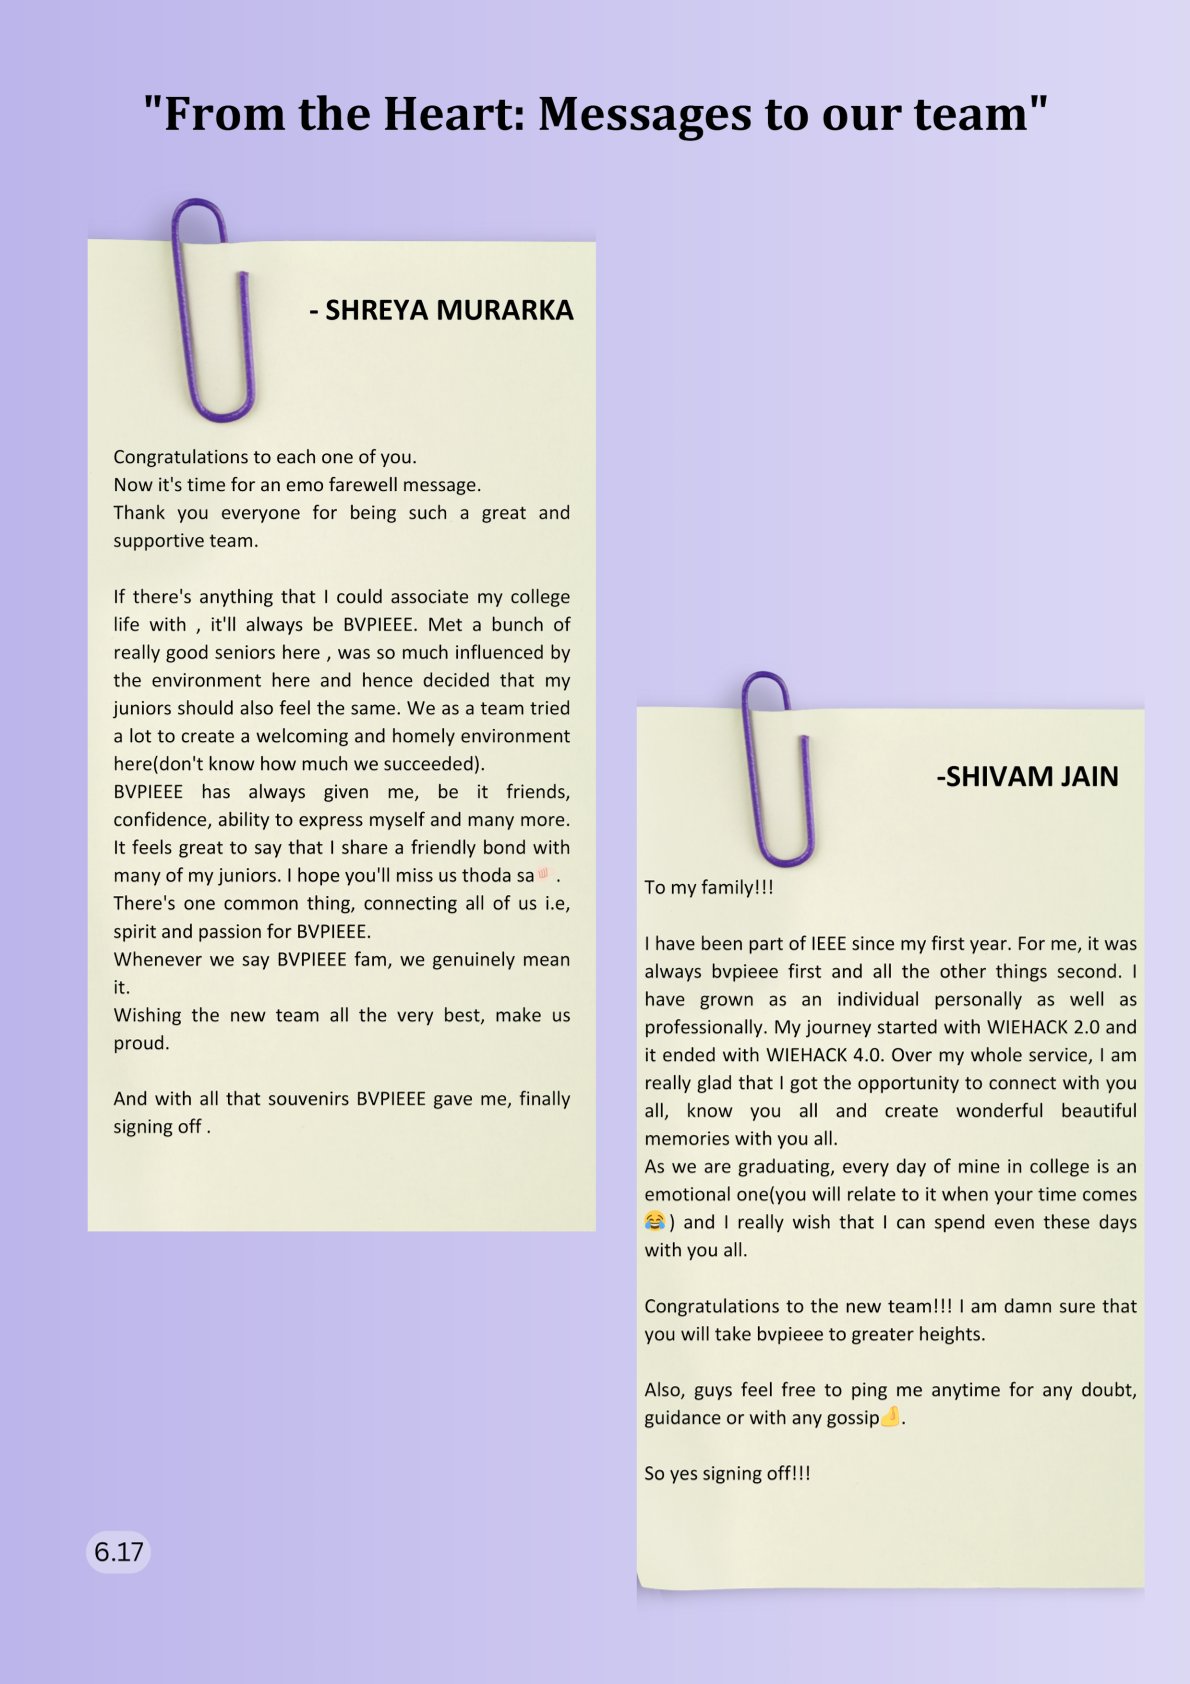 "From the Heart: Messages to our team"
- SHREYA MURARKA
Congratulations to each one of you.
Now it's time for an emo farewell message.
Thank you everyone for being such a great and
supportive team.
If there's anything that I could associate my college
life with , it'll always be BVPIEEE. Met a bunch of
really good seniors here , was so much influenced by
the environment here and hence decided that my
juniors should also feel the same. We as a team tried
a lot to create a welcoming and homely environment
here(don't know how much we succeeded).
BVPIEEE has always given me, be it friends,
confidence, ability to express myself and many more.
It feels great to say that I share a friendly bond with
many of my juniors. I hope you'll miss us thoda sa🤏🏻 .
There's one common thing, connecting all of us i.e,
spirit and passion for BVPIEEE.
Whenever we say BVPIEEE fam, we genuinely mean
it.
Wishing the new team all the very best, make us
proud.
And with all that souvenirs BVPIEEE gave me, finally
signing off .
-SHIVAM JAIN
To my family!!!
I have been part of IEEE since my first year. For me, it was
always bvpieee first and all the other things second. I
have grown as an individual personally as well as
professionally. My journey started with WIEHACK 2.0 and
it ended with WIEHACK 4.0. Over my whole service, I am
really glad that I got the opportunity to connect with you
all, know you all and create wonderful beautiful
memories with you all.
As we are graduating, every day of mine in college is an
emotional one(you will relate to it when your time comes
😂) and I really wish that I can spend even these days
with you all.
Congratulations to the new team!!! I am damn sure that
you will take bvpieee to greater heights.
Also, guys feel free to ping me anytime for any doubt,
guidance or with any gossip🫣.
So yes signing off!!!
6.17